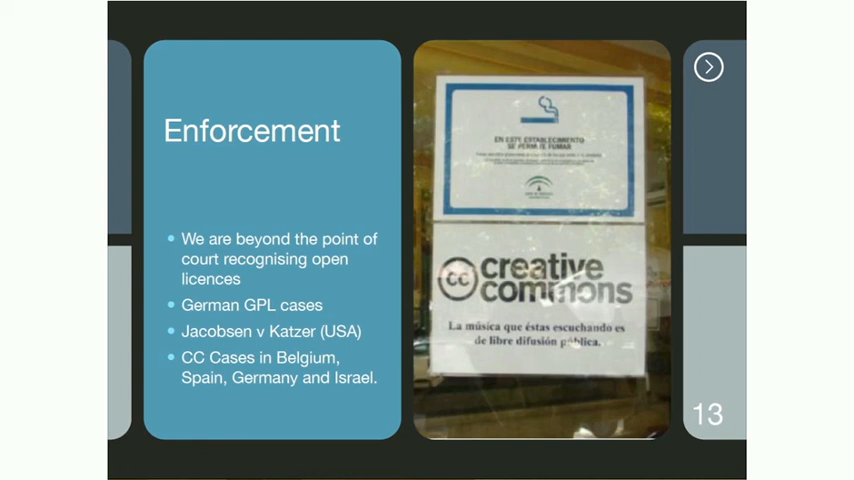 Enforcement
We are beyond the point of
court recognising open
licences
German GPL cases
Jacobsen v Katzer (USA)
CC Cases in Belgium,
Spain, Germany and Israel.
EN ESTE ESTABLECIMIENTO
SE PERMITE FUMAR
cc creative
commons
La música que éstas escuchando es
de libre difusión pública.
13